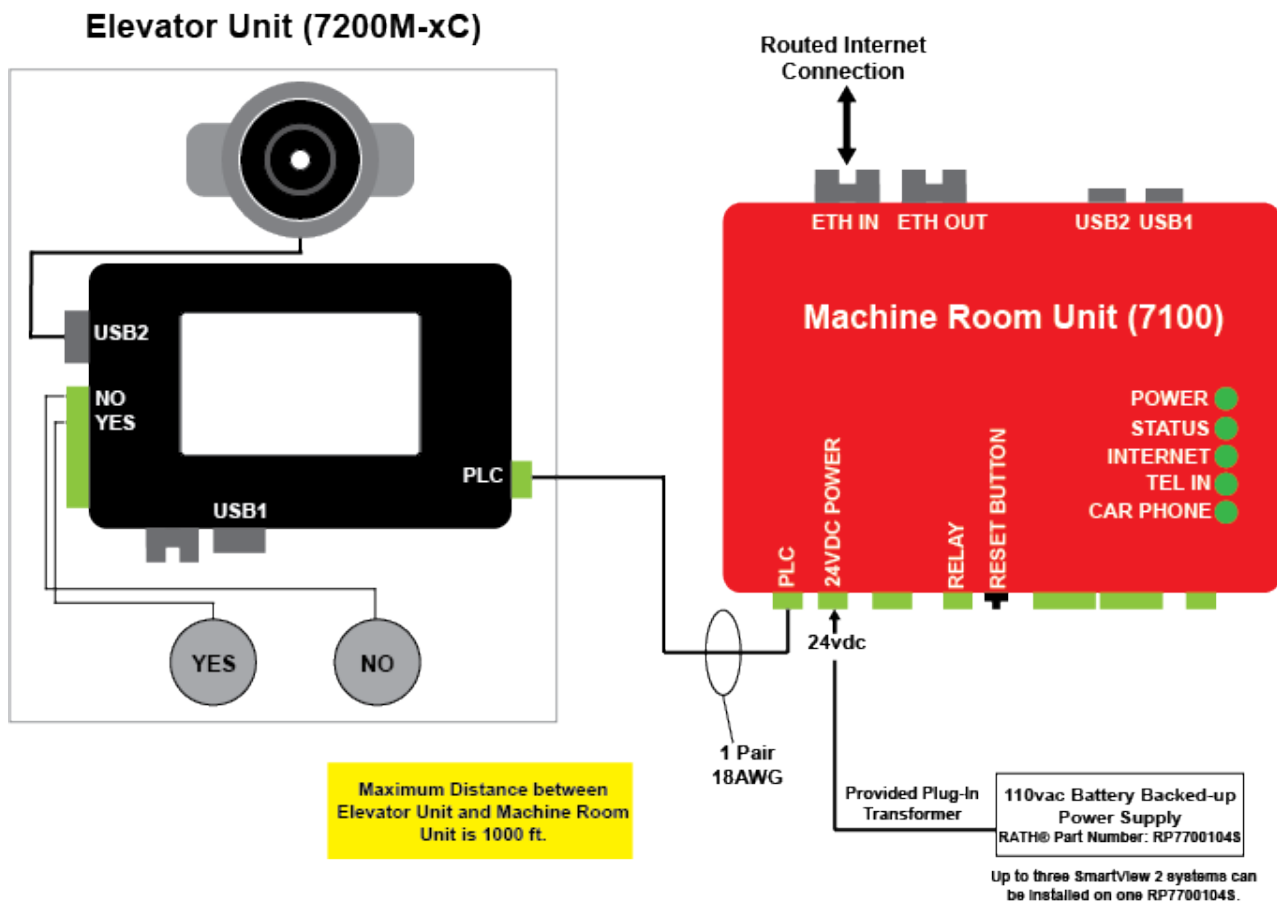 Elevator Unit (7200M-xC)
USB2
NO
YES
PLC
USB1
YES
NO
Maximum Distance between
Elevator Unit and Machine Room
Unit is 1000 ft.
Routed Internet
Connection
ETH IN
ETH OUT
USB2
USB1
Machine Room Unit (7100)
POWER
STATUS
INTERNET
TEL IN
CAR PHONE
PLC
24VDC POWER
RELAY
RESET BUTTON
24vdc
1 Pair
18AWG
Provided Plug-In
Transformer
110vac Battery Backed-up
Power Supply
RATH® Part Number: RP7700104S
Up to three SmartView 2 systems can
be installed on one RP7700104S.